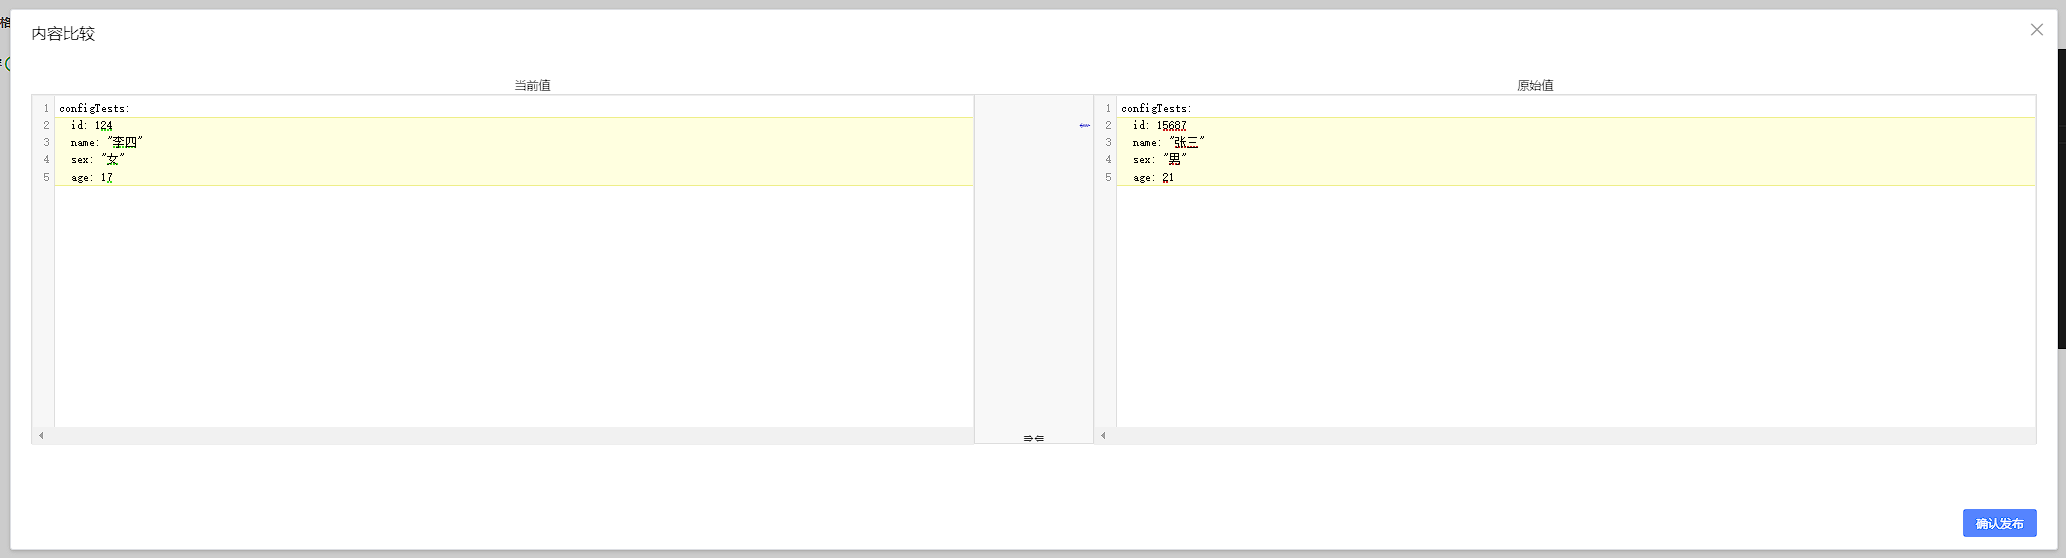 格
内容比较
当前值
原始值
1 configTests:
2 id: 124
3 name: "李四"
4 sex: "女"
5 age: 17
1 configTests:
2 id: 15687
3 name: "张三"
4 sex: "男"
5 age: 21
确认发布